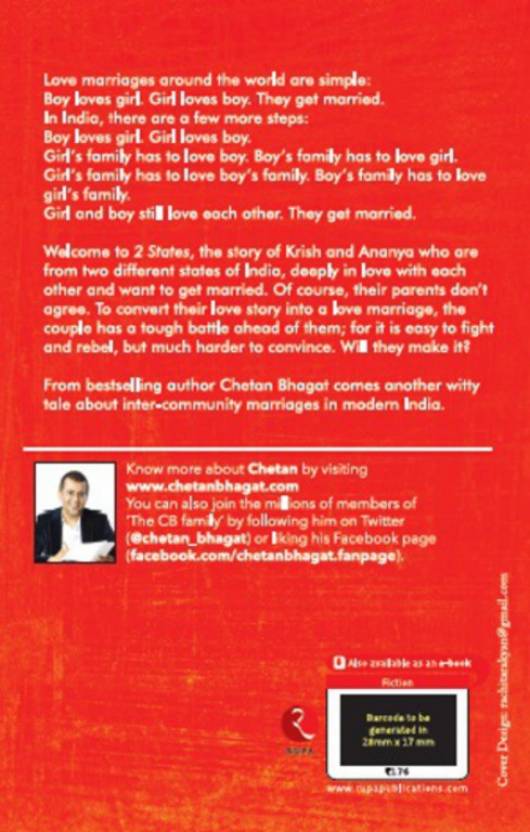 Love marriages around the world are simple:
Boy loves girl. Girl loves boy. They get married.
In India, there are a few more steps:
Boy loves girl. Girl loves boy.
Girl's family has to love boy. Boy's family has to love girl.
Girl's family has to love boy's family. Boy's family has to love
girl's family.
Girl and boy still love each other. They get married.
Welcome to 2 States, the story of Krish and Ananya who are
from two different states of India, deeply in love with each
other and want to get married. Of course, their parents don't
agree. To convert their love story into a love marriage, the
couple has a tough battle ahead of them; for it is easy to fight
and rebel, but much harder to convince. Will they make it?
From bestselling author Chetan Bhagat comes another witty
tale about inter-community marriages in modern India.
Know more about Chetan by visiting
www.chetanbhagat.com
You can also join the millions of members of
'The CB family' by following him on Twitter
(@chetan_bhagat) or liking his Facebook page
(facebook.com/chetanbhagat.fanpage).
Also available as an e-book
Fiction
Barcode to be
generated in
28mm x 17 mm
₹176
RUPA
www.rupapublications.com
Cover Design: rachitarakyan@gmail.com